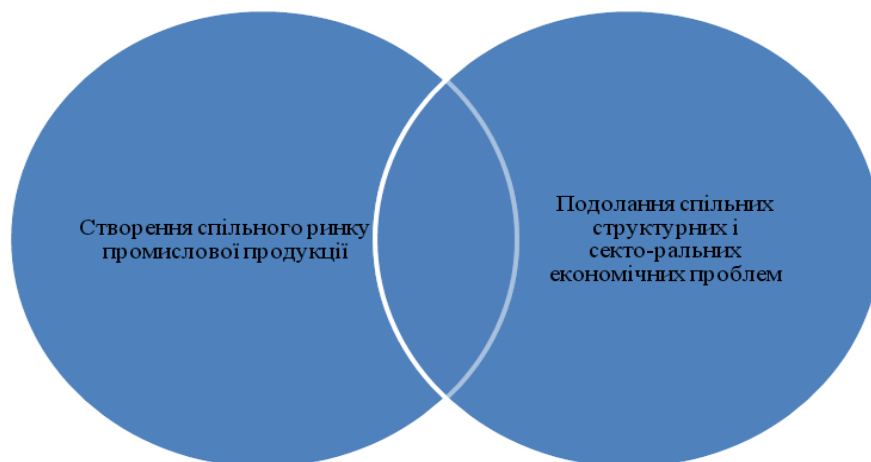 Створення спільного ринку
промислової продукції
Подолання спільних
структурних і
секто-ральних
економічних проблем